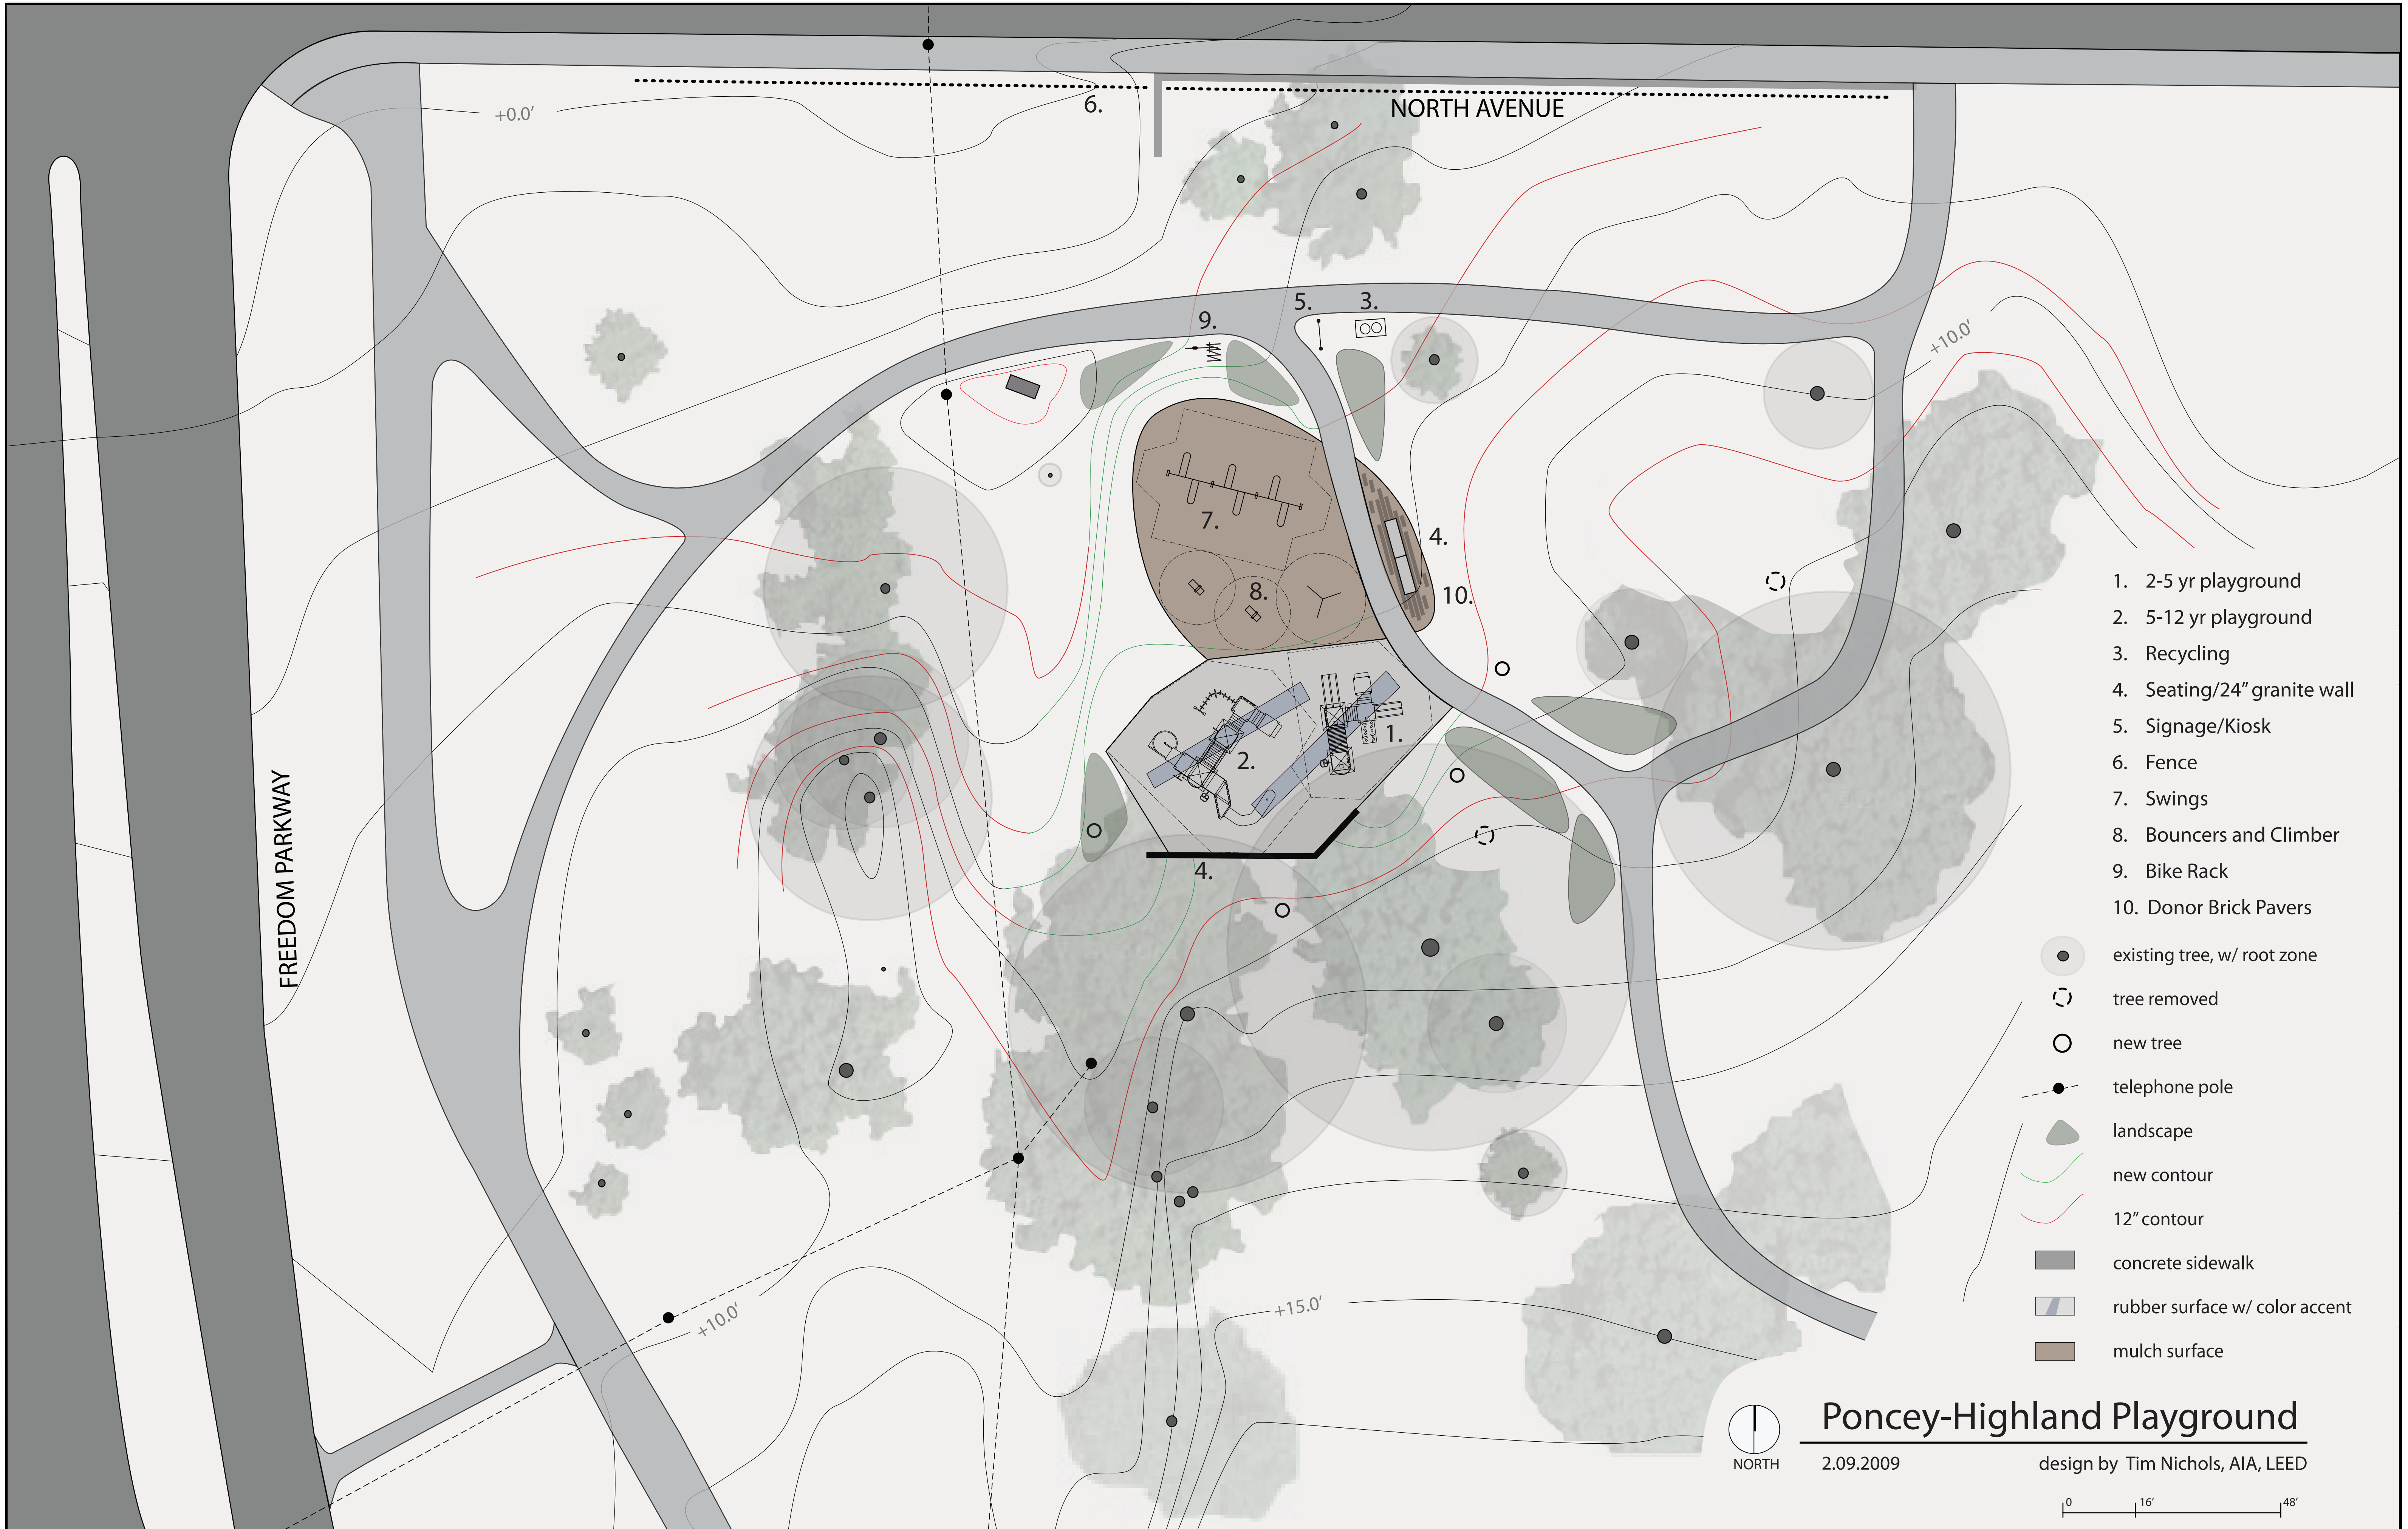 +0.0'
6.
NORTH AVENUE
5.
3.
9.
+10.0'
7.
4.
8.
10.
1.
2.
4.
FREEDOM PARKWAY
+10.0'
+15.0'
1. 2-5 yr playground
2. 5-12 yr playground
3. Recycling
4. Seating/24" granite wall
5. Signage/Kiosk
6. Fence
7. Swings
8. Bouncers and Climber
9. Bike Rack
10. Donor Brick Pavers
existing tree, w/ root zone
tree removed
new tree
telephone pole
landscape
new contour
12" contour
concrete sidewalk
rubber surface w/ color accent
mulch surface
Poncey-Highland Playground
NORTH
2.09.2009
design by Tim Nichols, AIA, LEED
0 16' 48'